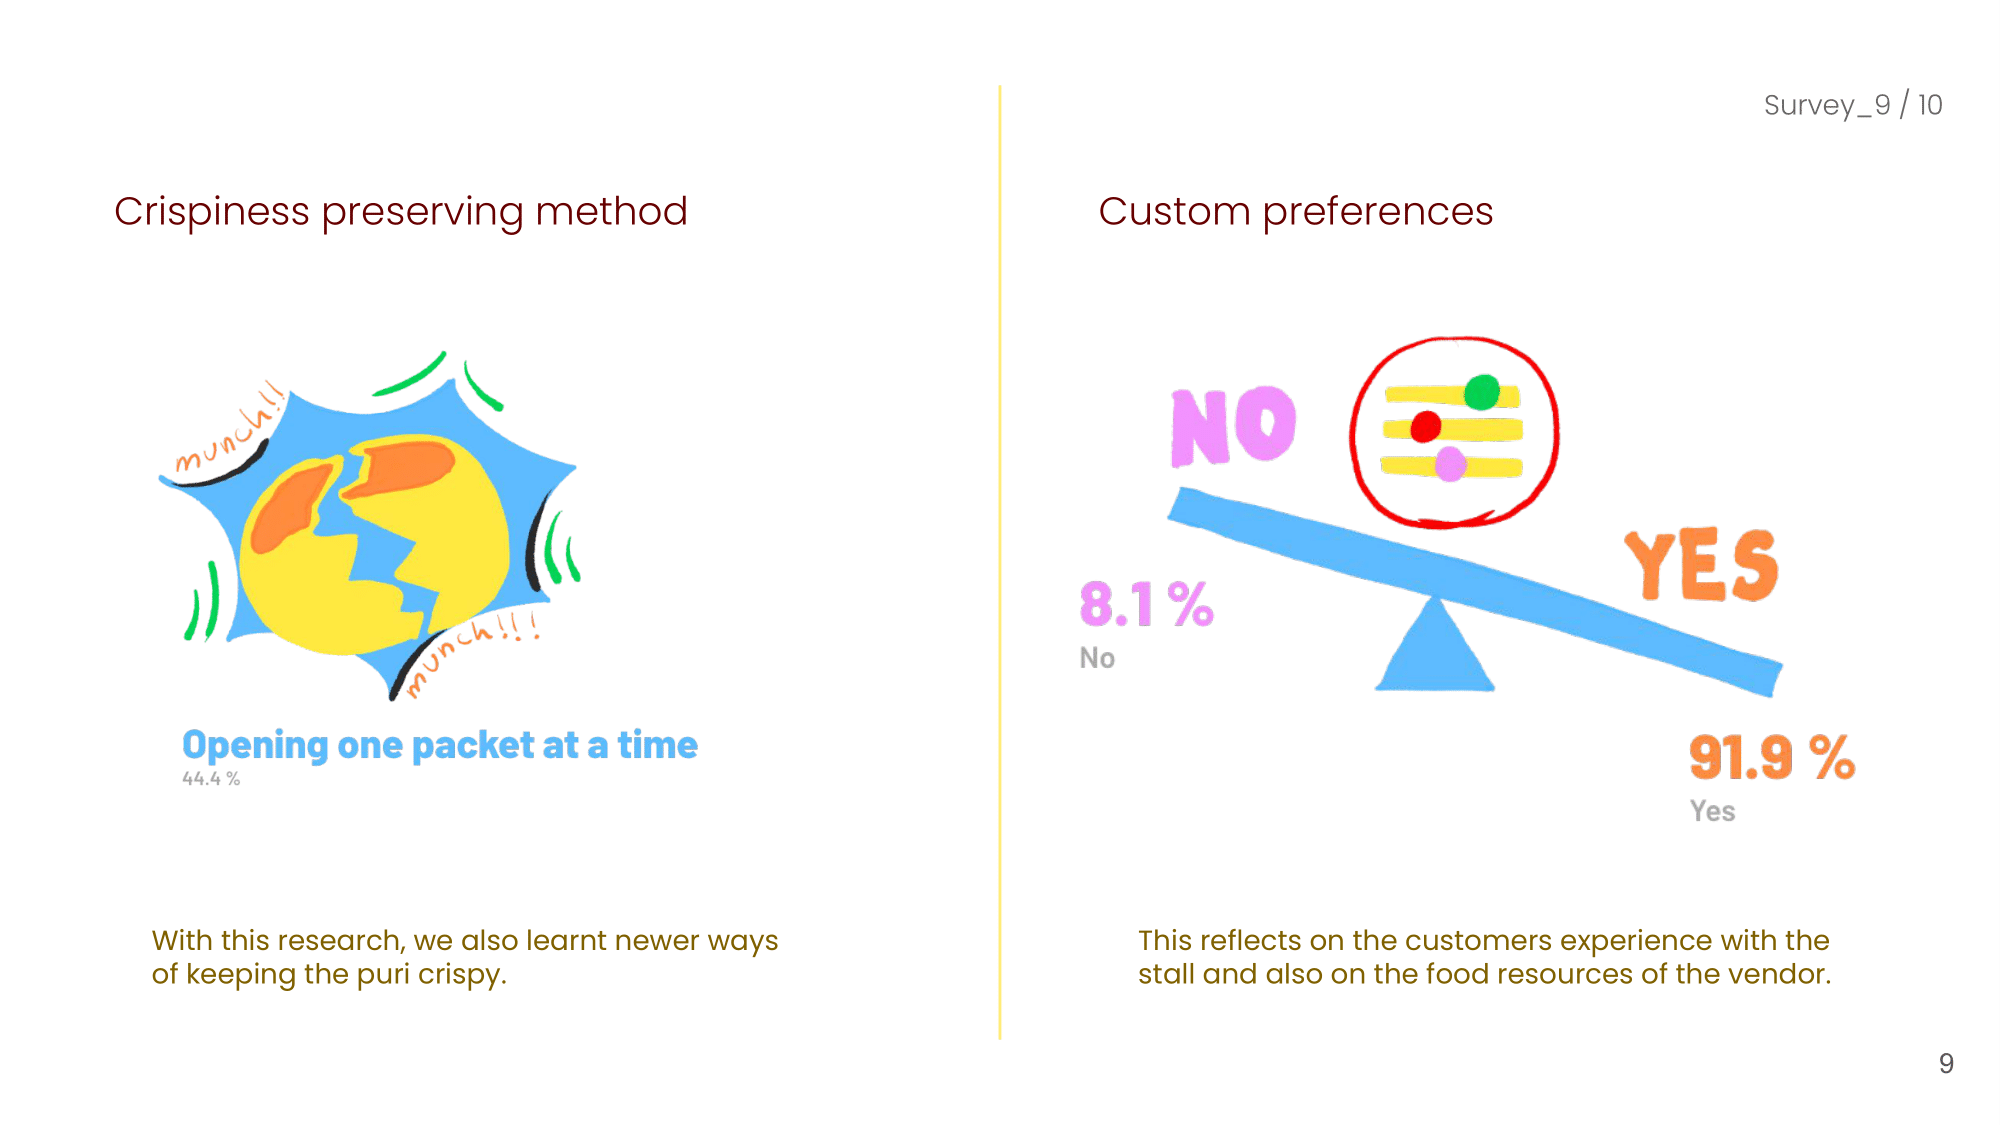 Survey_9 / 10
Crispiness preserving method
munch!!
munch!!!
Opening one packet at a time
44.4 %
With this research, we also learnt newer ways
of keeping the puri crispy.
Custom preferences
NO
YES
8.1 %
No
91.9 %
Yes
This reflects on the customers experience with the
stall and also on the food resources of the vendor.
9